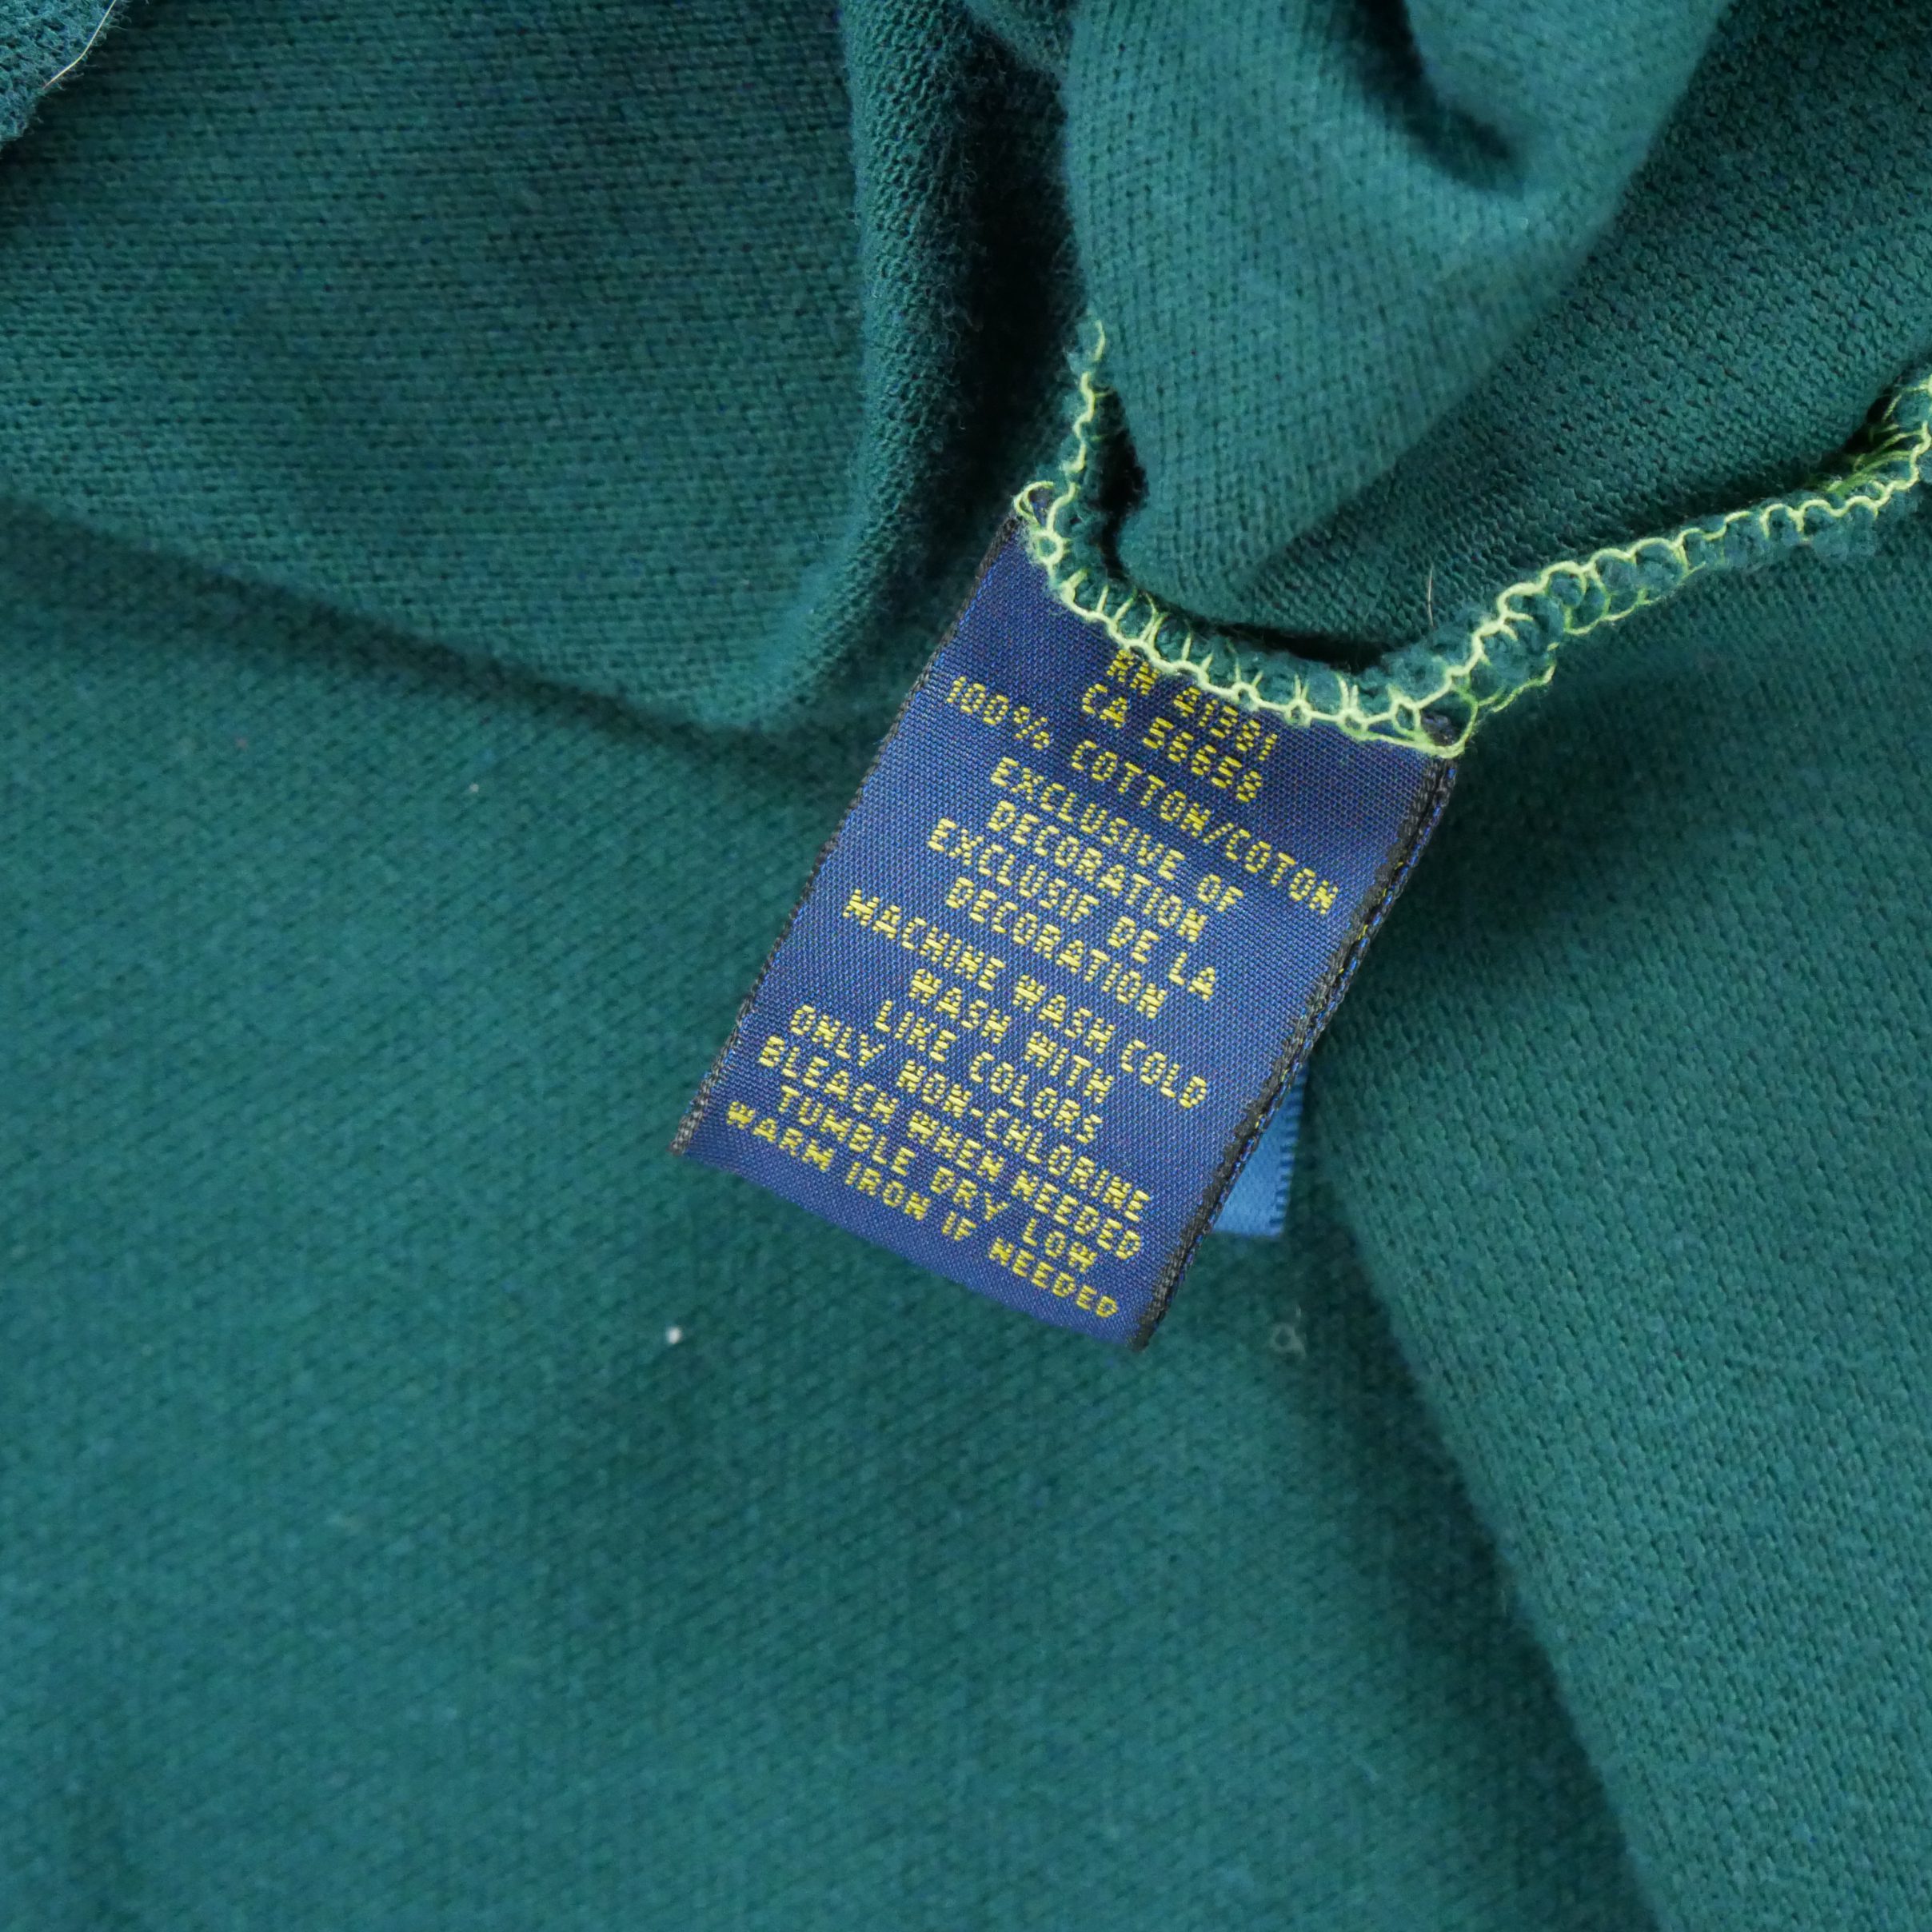 RN 41381
CA 56658
100% COTTON/COTON
EXCLUSIVE OF
DECORATION
EXCLUSIF DE LA
DECORATION
MACHINE WASH COLD
WASH WITH
LIKE COLORS
ONLY NON-CHLORINE
BLEACH WHEN NEEDED
TUMBLE DRY LOW
WARM IRON IF NEEDED